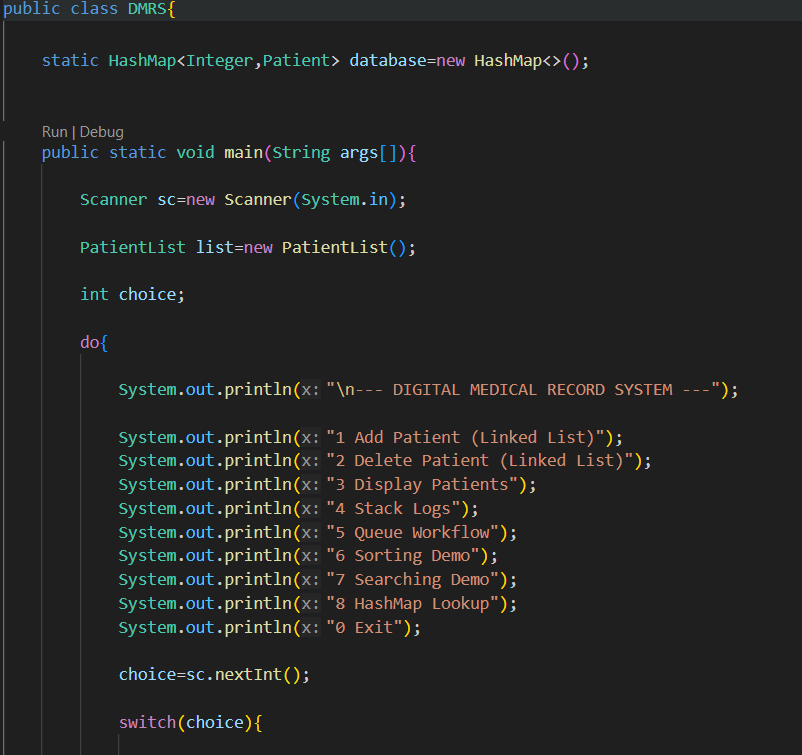 public class DMRS{
static HashMap<Integer,Patient> database=new HashMap<>();
Run | Debug
public static void main(String args[]){
Scanner sc=new Scanner(System.in);
PatientList list=new PatientList();
int choice;
do{
System.out.println(x: "\n--- DIGITAL MEDICAL RECORD SYSTEM ---");
System.out.println(x: "1 Add Patient (Linked List)");
System.out.println(x: "2 Delete Patient (Linked List)");
System.out.println(x: "3 Display Patients");
System.out.println(x: "4 Stack Logs");
System.out.println(x: "5 Queue Workflow");
System.out.println(x: "6 Sorting Demo");
System.out.println(x: "7 Searching Demo");
System.out.println(x: "8 HashMap Lookup");
System.out.println(x: "0 Exit");
choice=sc.nextInt();
switch(choice){